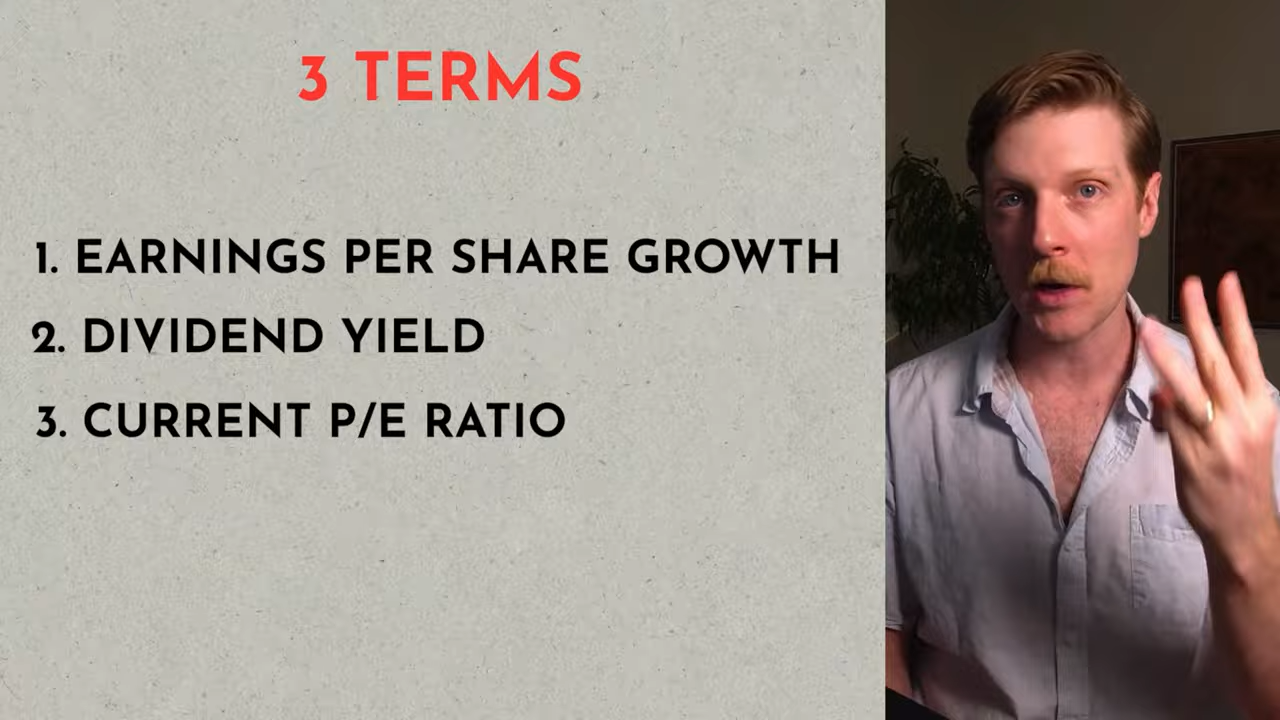 3 TERMS
1. EARNINGS PER SHARE GROWTH
2. DIVIDEND YIELD
3. CURRENT P/E RATIO